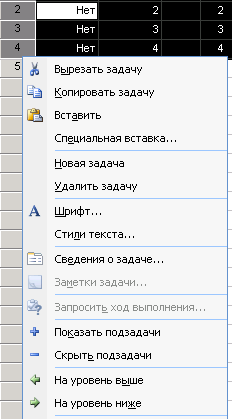 2 Нет 2 2
3 Нет 3 3
4 Нет 4 4
5
Вырезать задачу
Копировать задачу
Вставить
Специальная вставка...
Новая задача
Удалить задачу
Шрифт...
Стили текста...
Сведения о задаче...
Заметки задачи...
Запросить ход выполнения...
Показать подзадачи
Скрыть подзадачи
На уровень выше
На уровень ниже